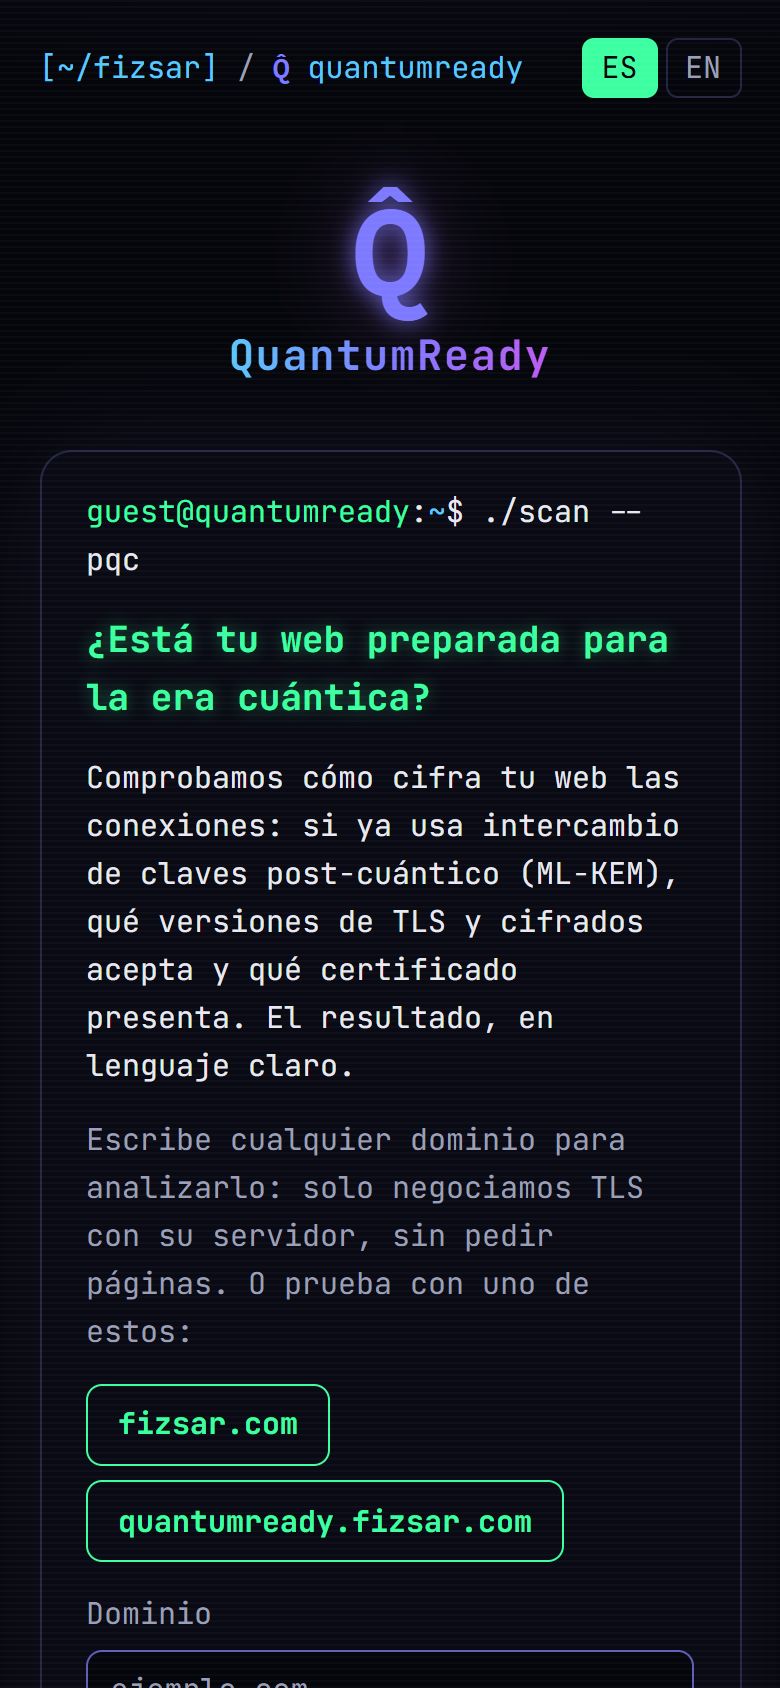 [~/fizsar] / Q̂ quantumready ES EN
Q̂
QuantumReady
guest@quantumready:~$ ./scan --
pqc
¿Está tu web preparada para
la era cuántica?
Comprobamos cómo cifra tu web las
conexiones: si ya usa intercambio
de claves post-cuántico (ML-KEM),
qué versiones de TLS y cifrados
acepta y qué certificado
presenta. El resultado, en
lenguaje claro.
Escribe cualquier dominio para
analizarlo: solo negociamos TLS
con su servidor, sin pedir
páginas. O prueba con uno de
estos:
fizsar.com
quantumready.fizsar.com
Dominio
ejemplo.com